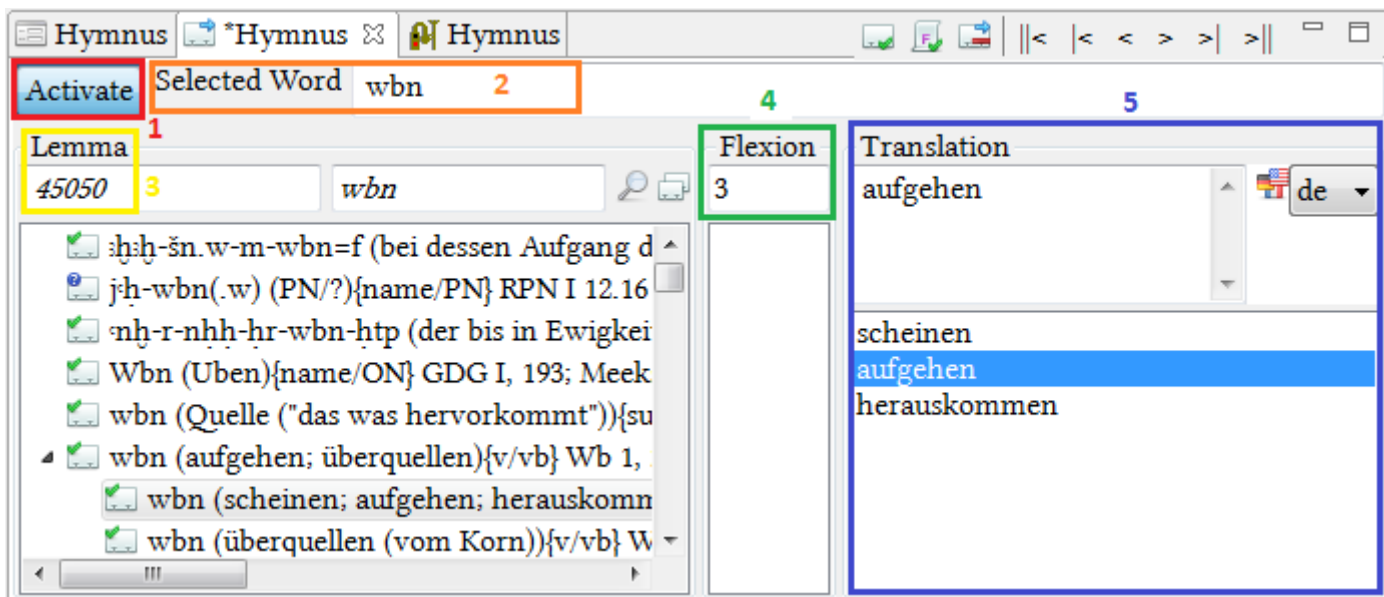 Hymnus *Hymnus Hymnus ||< |< < > >| >||
Activate Selected Word wbn 2
1 4 5
Lemma Flexion Translation
45050 3 wbn 3 aufgehen de
ꜣḫꜣḫ-šn.w-m-wbn=f (bei dessen Aufgang d
jꜥḥ-wbn(.w) (PN/?){name/PN} RPN I 12.16
ꜥnḫ-r-nḥḥ-ḥr-wbn-ḥtp (der bis in Ewigkei
Wbn (Uben){name/ON} GDG I, 193; Meek
wbn (Quelle ("das was hervorkommt")){su
wbn (aufgehen; überquellen){v/vb} Wb 1,
wbn (scheinen; aufgehen; herauskomm
wbn (überquellen (vom Korn)){v/vb} W
scheinen
aufgehen
herauskommen